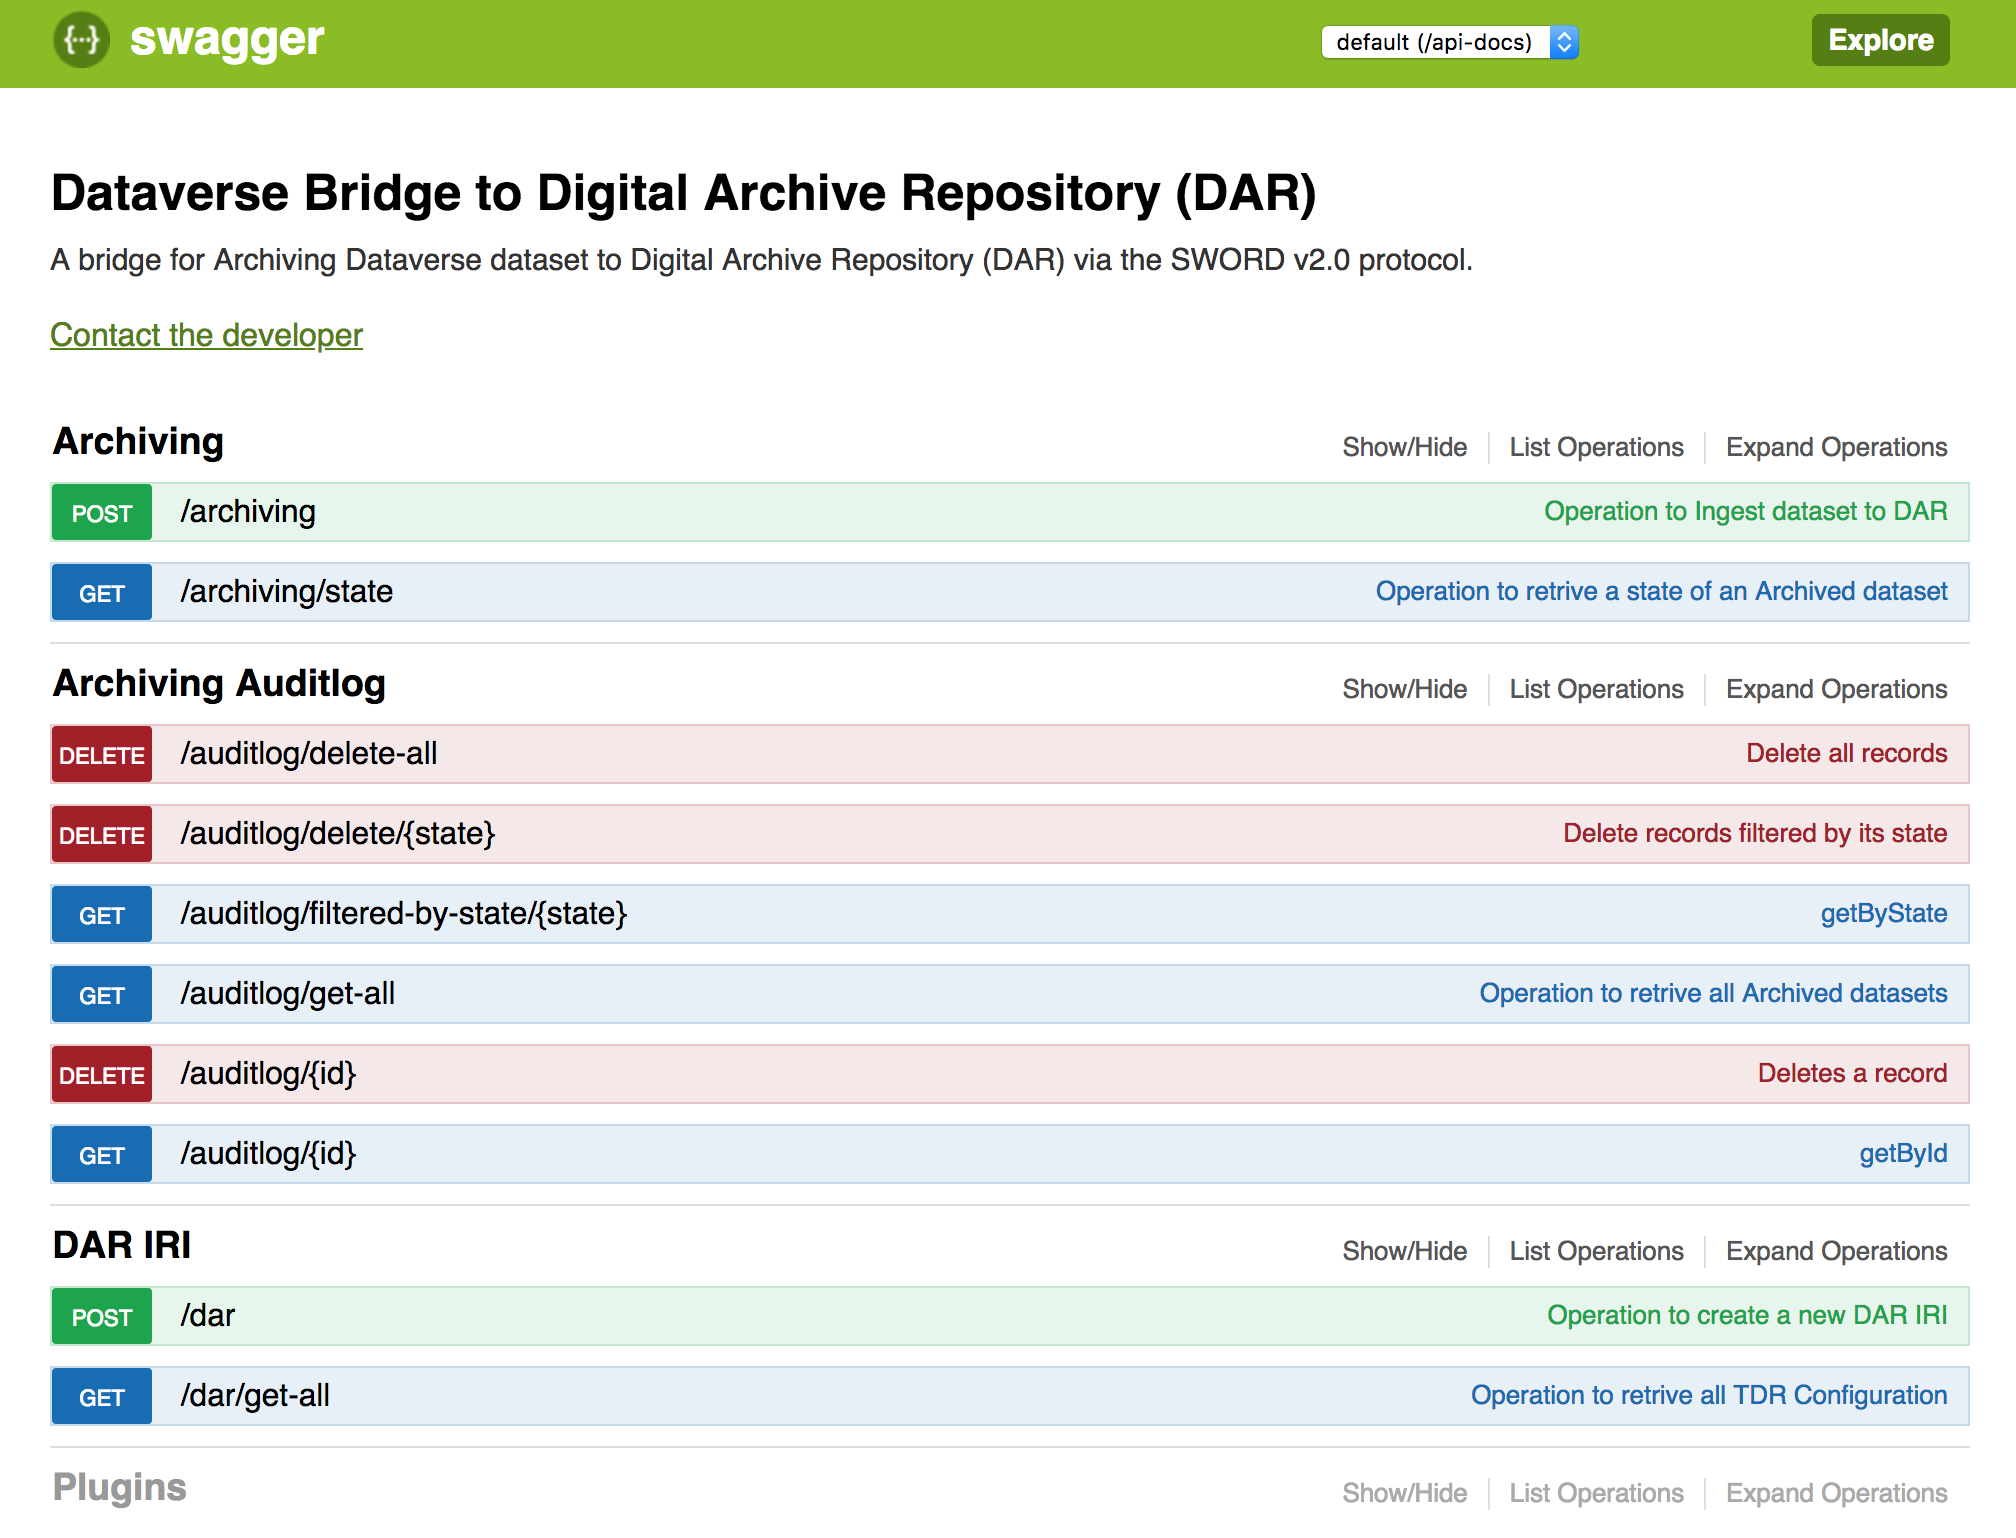 {···} swagger default (/api-docs) Explore
Dataverse Bridge to Digital Archive Repository (DAR)
A bridge for Archiving Dataverse dataset to Digital Archive Repository (DAR) via the SWORD v2.0 protocol.
Contact the developer
Archiving Show/Hide List Operations Expand Operations
POST /archiving Operation to Ingest dataset to DAR
GET /archiving/state Operation to retrive a state of an Archived dataset
Archiving Auditlog Show/Hide List Operations Expand Operations
DELETE /auditlog/delete-all Delete all records
DELETE /auditlog/delete/{state} Delete records filtered by its state
GET /auditlog/filtered-by-state/{state} getByState
GET /auditlog/get-all Operation to retrive all Archived datasets
DELETE /auditlog/{id} Deletes a record
GET /auditlog/{id} getById
DAR IRI Show/Hide List Operations Expand Operations
POST /dar Operation to create a new DAR IRI
GET /dar/get-all Operation to retrive all TDR Configuration
Plugins Show/Hide List Operations Expand Operations